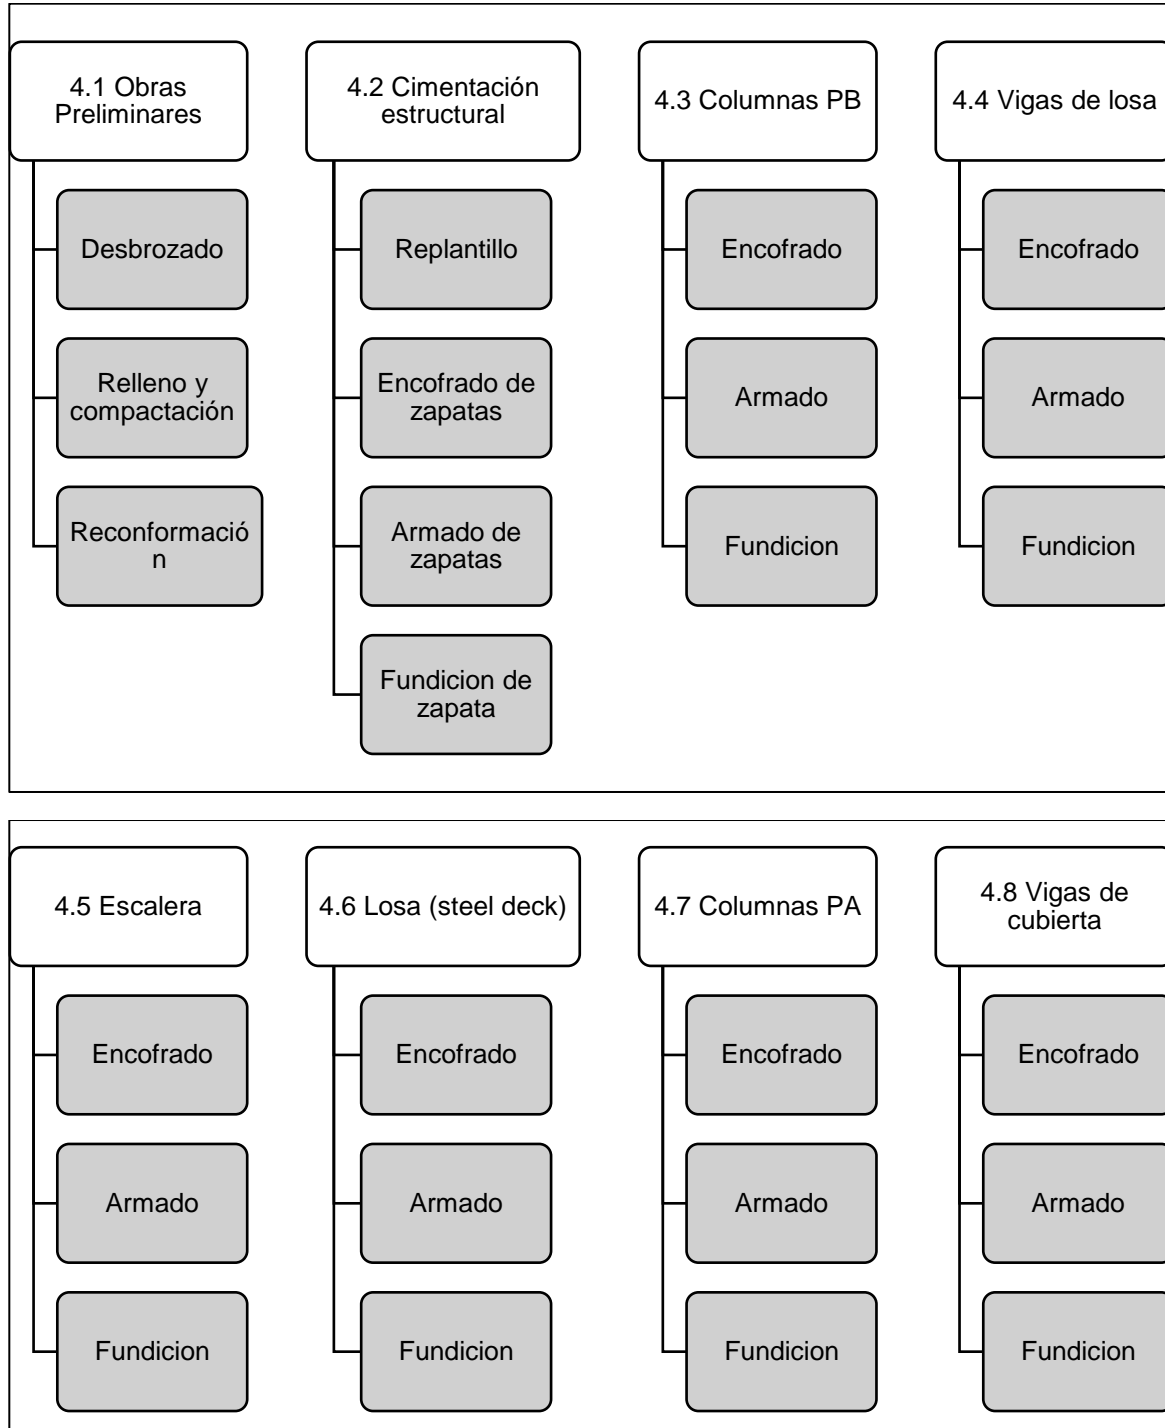 4.1 Obras
Preliminares
Desbrozado
Relleno y
compactación
Reconformació
n
4.2 Cimentación
estructural
Replantillo
Encofrado de
zapatas
Armado de
zapatas
Fundicion de
zapata
4.3 Columnas PB
Encofrado
Armado
Fundicion
4.4 Vigas de losa
Encofrado
Armado
Fundicion
4.5 Escalera
Encofrado
Armado
Fundicion
4.6 Losa (steel deck)
Encofrado
Armado
Fundicion
4.7 Columnas PA
Encofrado
Armado
Fundicion
4.8 Vigas de
cubierta
Encofrado
Armado
Fundicion